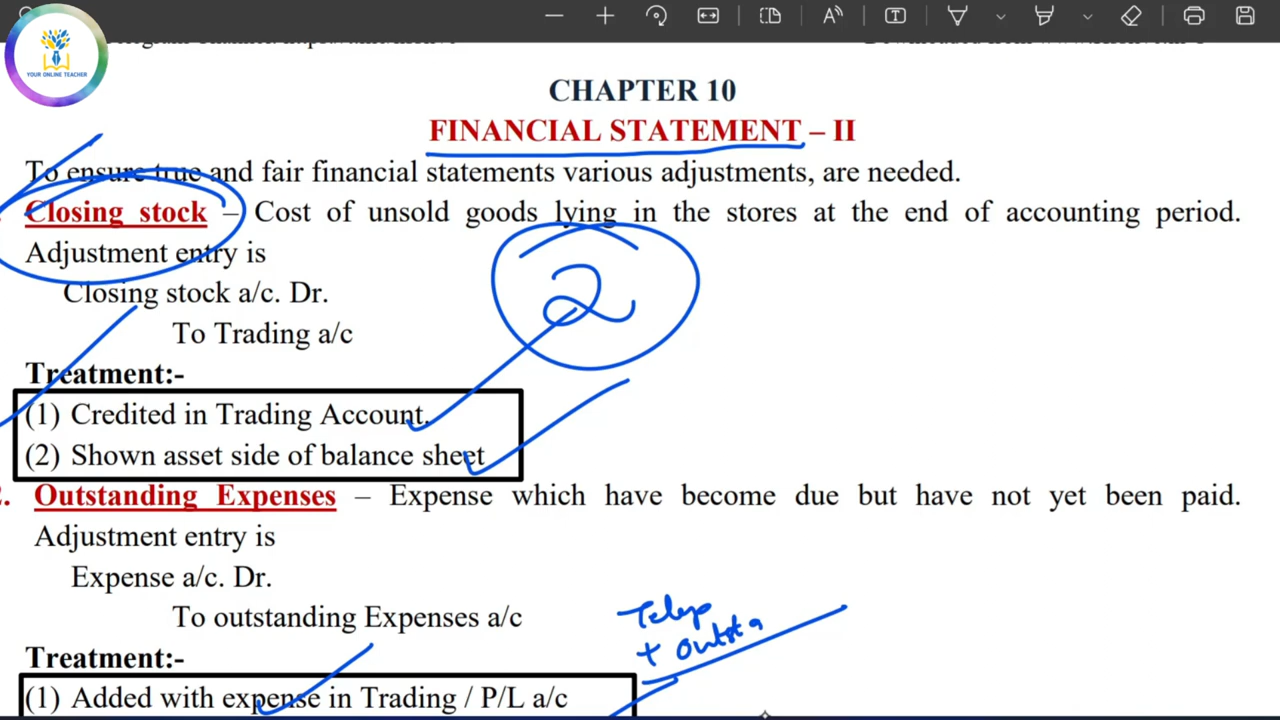 YOUR ONLINE TEACHER
CHAPTER 10
FINANCIAL STATEMENT – II
To ensure true and fair financial statements various adjustments, are needed.
Closing stock – Cost of unsold goods lying in the stores at the end of accounting period.
Adjustment entry is
Closing stock a/c. Dr.
2
To Trading a/c
Treatment:-
(1) Credited in Trading Account.
(2) Shown asset side of balance sheet
2. Outstanding Expenses – Expense which have become due but have not yet been paid.
Adjustment entry is
Expense a/c. Dr.
To outstanding Expenses a/c
Telep
+ outsta
Treatment:-
(1) Added with expense in Trading / P/L a/c